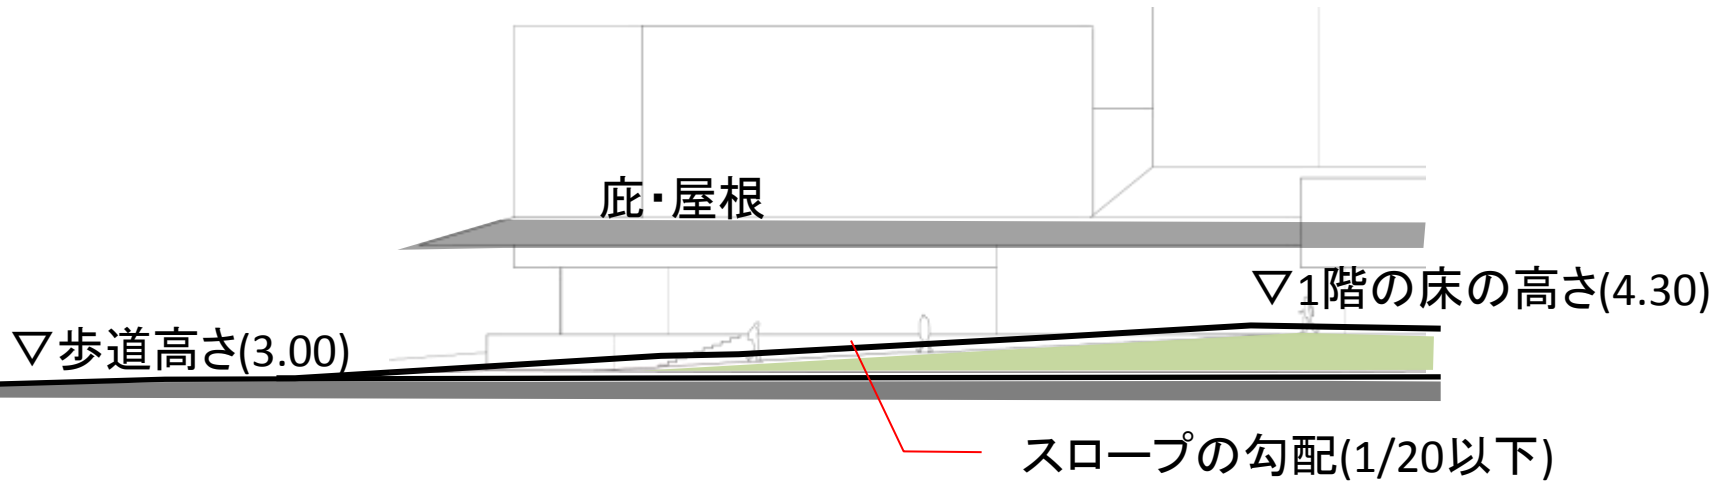 庇・屋根
▽1階の床の高さ(4.30)
▽歩道高さ(3.00)
スロープの勾配(1/20以下)